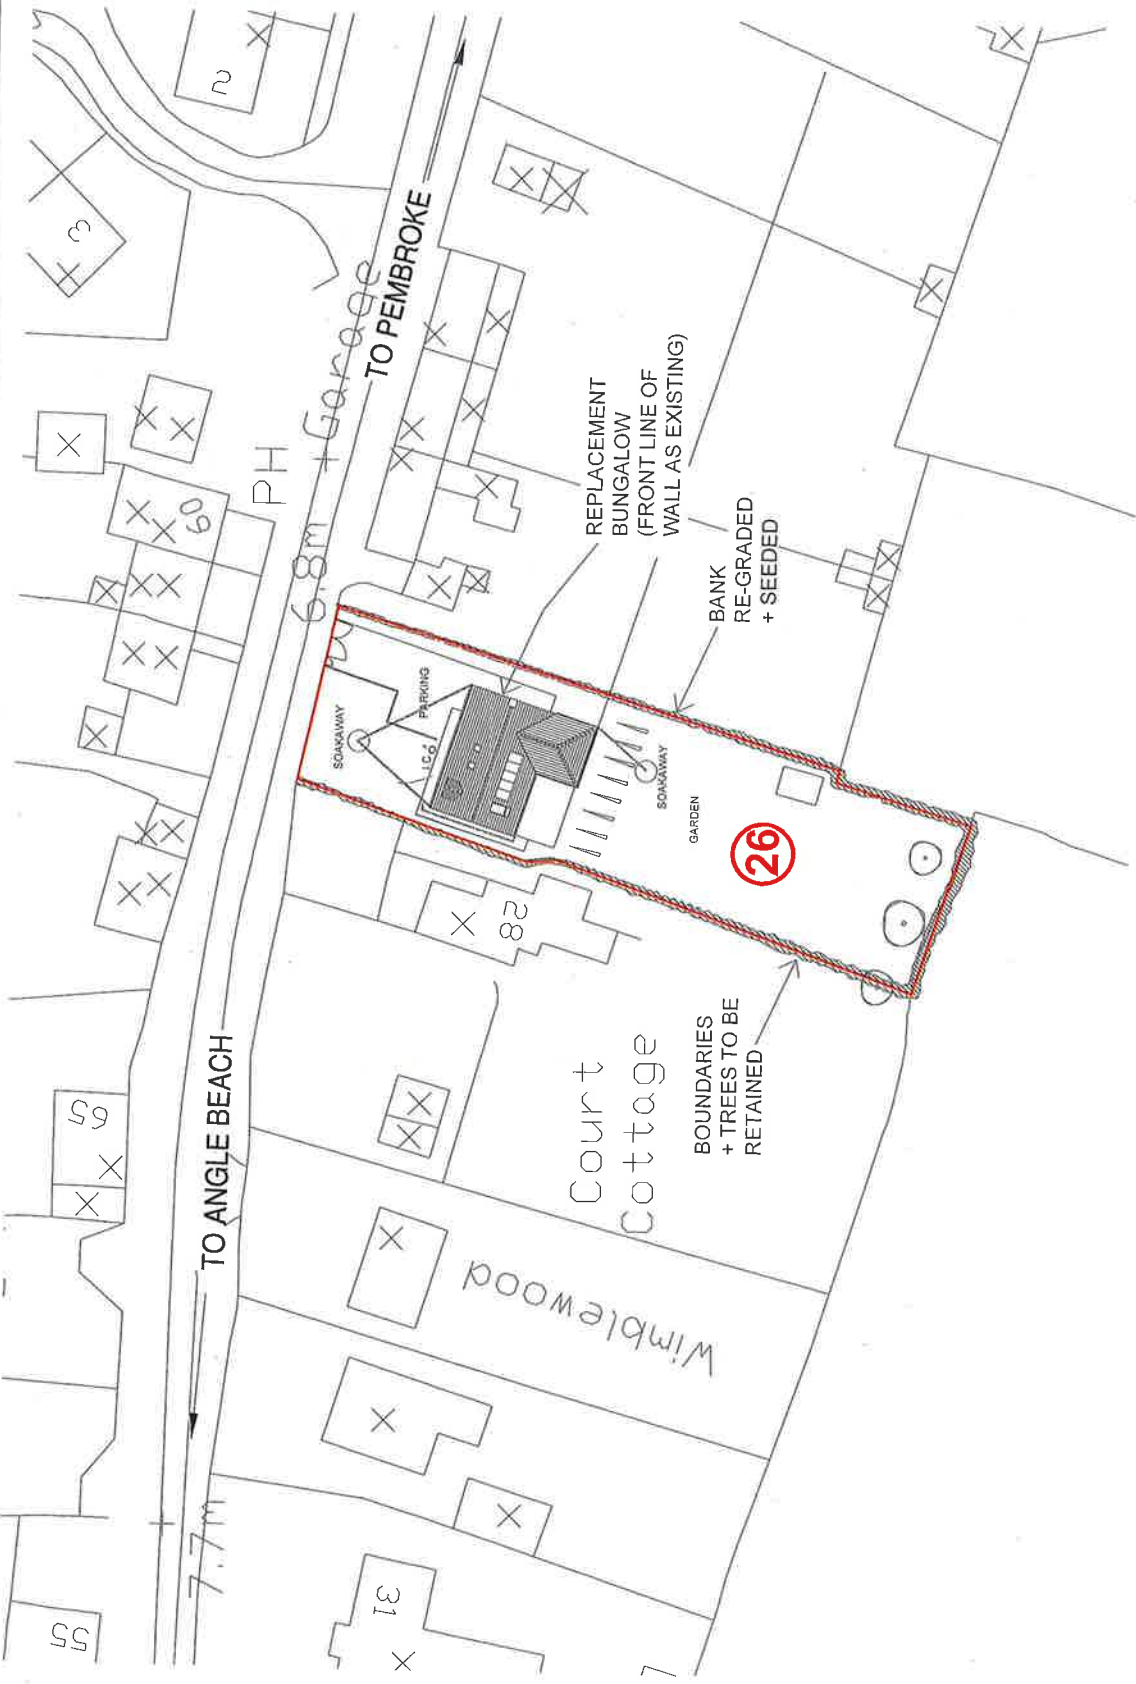 2
3
TO PEMBROKE
PH
Garage
6.8m
60
REPLACEMENT
BUNGALOW
(FRONT LINE OF
WALL AS EXISTING)
BANK
RE-GRADED
+ SEEDED
SOAKAWAY
PARKING
I.C
SOAKAWAY
GARDEN
26
28
BOUNDARIES
+ TREES TO BE
RETAINED
Court
Cottage
TO ANGLE BEACH
65
Wimblewood
7.7m
31
55